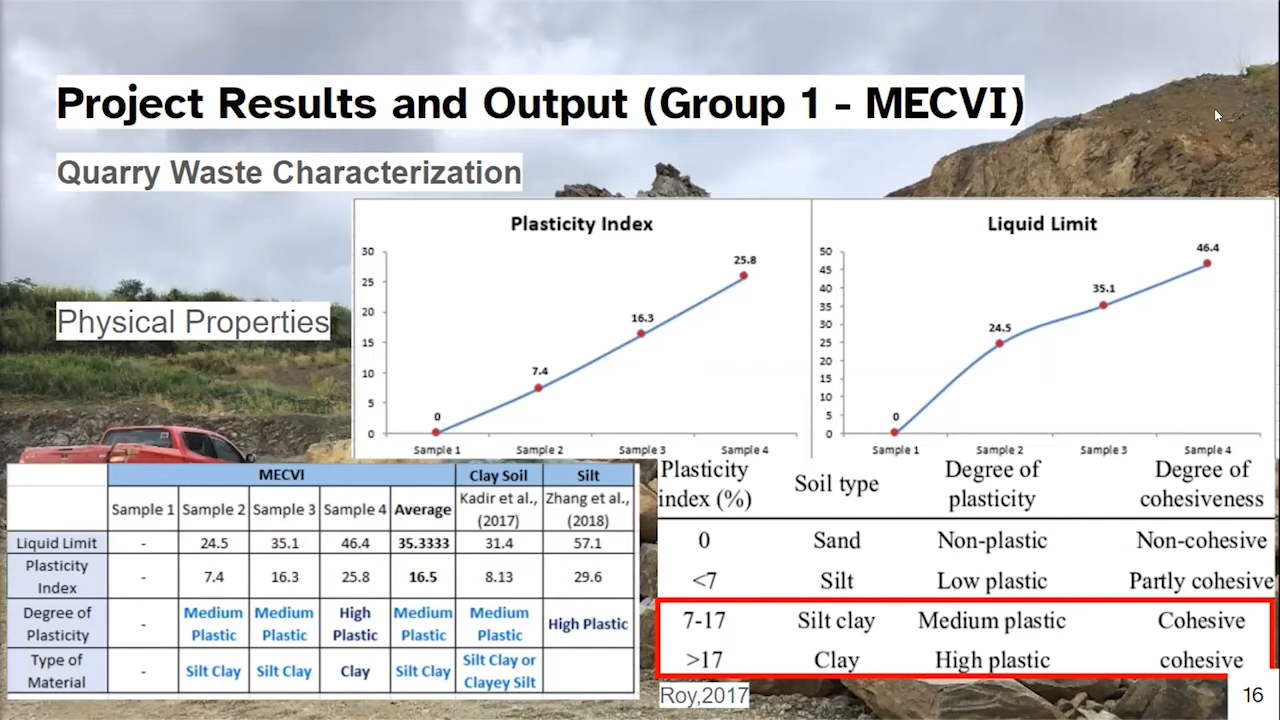 Project Results and Output (Group 1 - MECVI)
Quarry Waste Characterization
Physical Properties
Plasticity Index
30
25
20
15
10
5
0
0
7.4
16.3
25.8
Sample 1 Sample 2 Sample 3 Sample 4
Liquid Limit
50
45
40
35
30
25
20
15
10
5
0
0
24.5
35.1
46.4
Sample 1 Sample 2 Sample 3 Sample 4
MECVI Clay Soil Silt
Sample 1 Sample 2 Sample 3 Sample 4 Average Kadir et al., (2017) Zhang et al., (2018)
Liquid Limit - 24.5 35.1 46.4 35.3333 31.4 57.1
Plasticity Index - 7.4 16.3 25.8 16.5 8.13 29.6
Degree of Plasticity - Medium Plastic Medium Plastic High Plastic Medium Plastic Medium Plastic High Plastic
Type of Material - Silt Clay Silt Clay Clay Silt Clay Silt Clay or Clayey Silt
Plasticity index (%) Soil type Degree of plasticity Degree of cohesiveness
0 Sand Non-plastic Non-cohesive
<7 Silt Low plastic Partly cohesive
7-17 Silt clay Medium plastic Cohesive
>17 Clay High plastic cohesive
Roy,2017
16